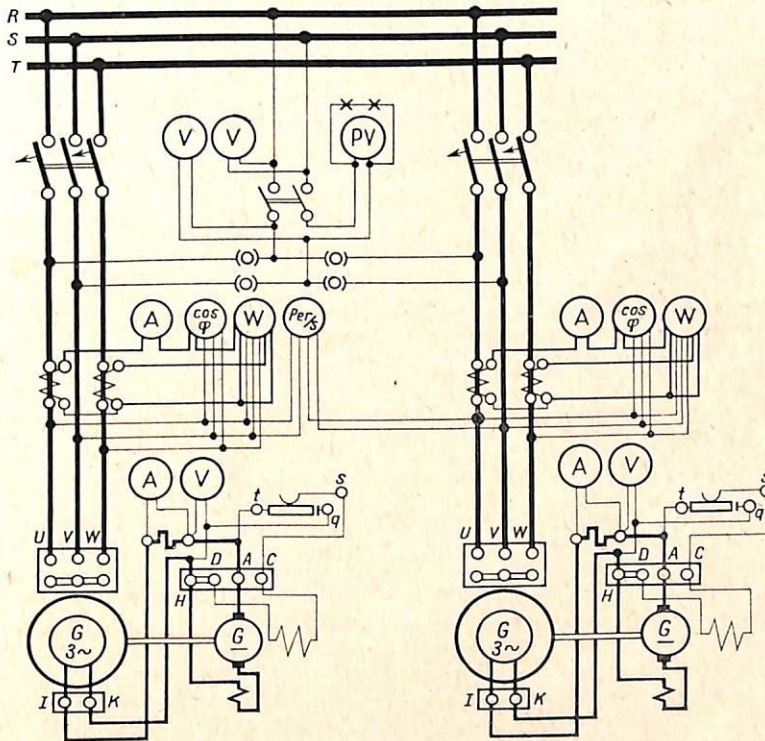 R
S
T
V V PV
A cos φ W Per/s A cos φ W
A V s A V s
t q t q
U V W U V W
D A C D A C
H H
G 3~ G G 3~ G
I K I K